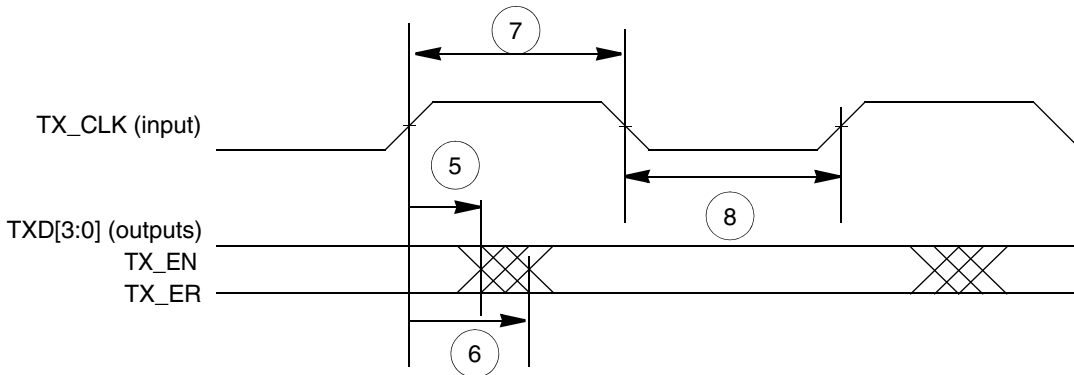 7
TX_CLK (input)
5
8
TXD[3:0] (outputs)
TX_EN
TX_ER
6